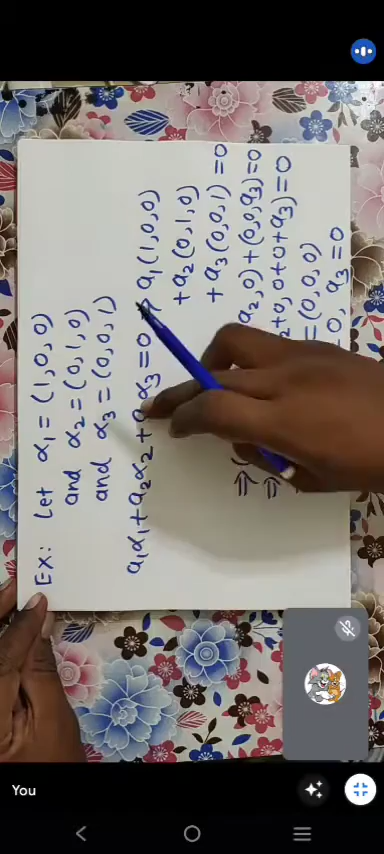 Ex: Let α1 = (1, 0, 0)
and α2 = (0, 1, 0)
and α3 = (0, 0, 1)
a1α1 + a2α2 + α3 = 0 a1(1, 0, 0)
+ a2(0, 1, 0)
+ a3(0, 0, 1) = 0
⇒ ( a2, 0) + (0, 0, a3) = 0
⇒ 2+0, 0+0+a3) = 0
= (0, 0, 0)
0, a3 = 0
You